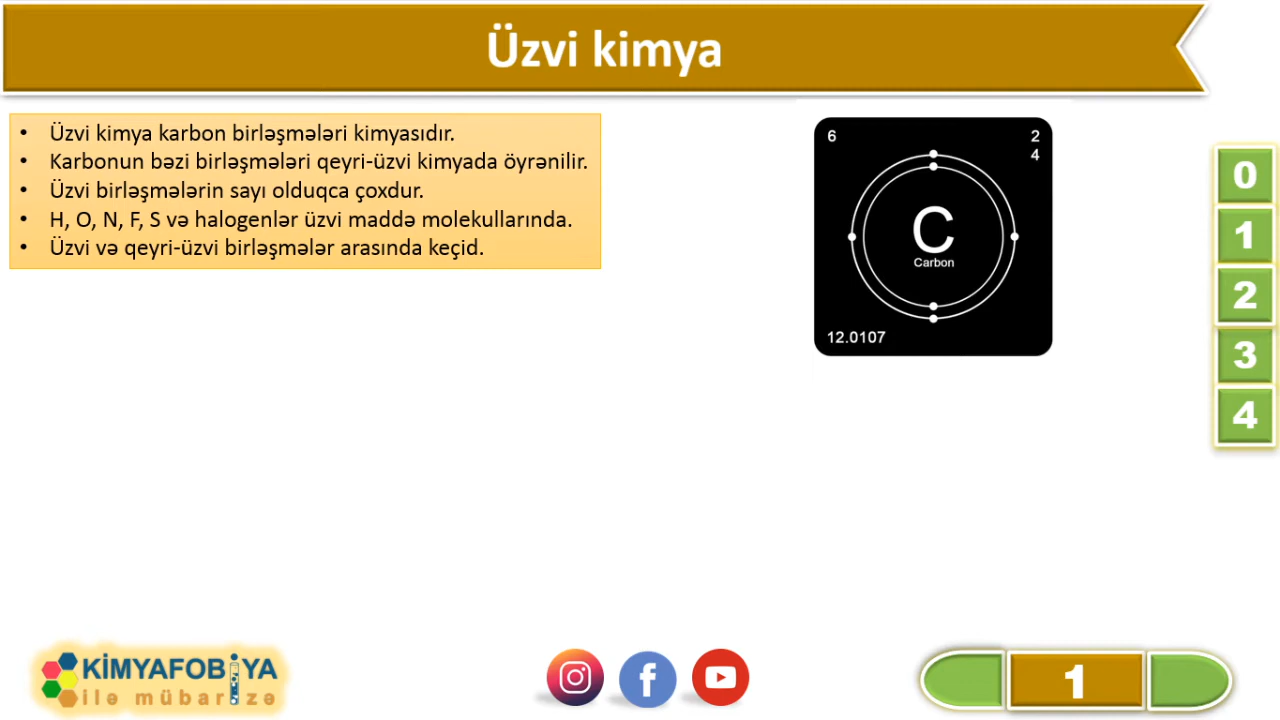 Üzvi kimya
• Üzvi kimya karbon birləşmələri kimyasıdır.
• Karbonun bəzi birləşmələri qeyri-üzvi kimyada öyrənilir.
• Üzvi birləşmələrin sayı olduqca çoxdur.
• H, O, N, F, S və halogenlər üzvi maddə molekullarında.
• Üzvi və qeyri-üzvi birləşmələr arasında keçid.
6
2
4
C
Carbon
12.0107
0
1
2
3
4
KİMYAFOBİYA
ilə mübarizə
1